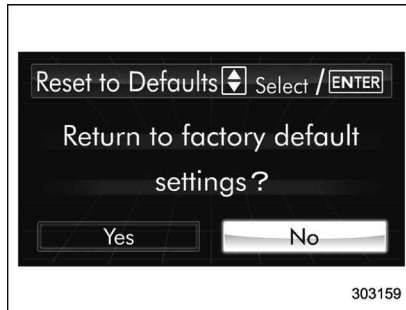 Reset to Defaults Select / ENTER
Return to factory default
settings?
Yes No
303159